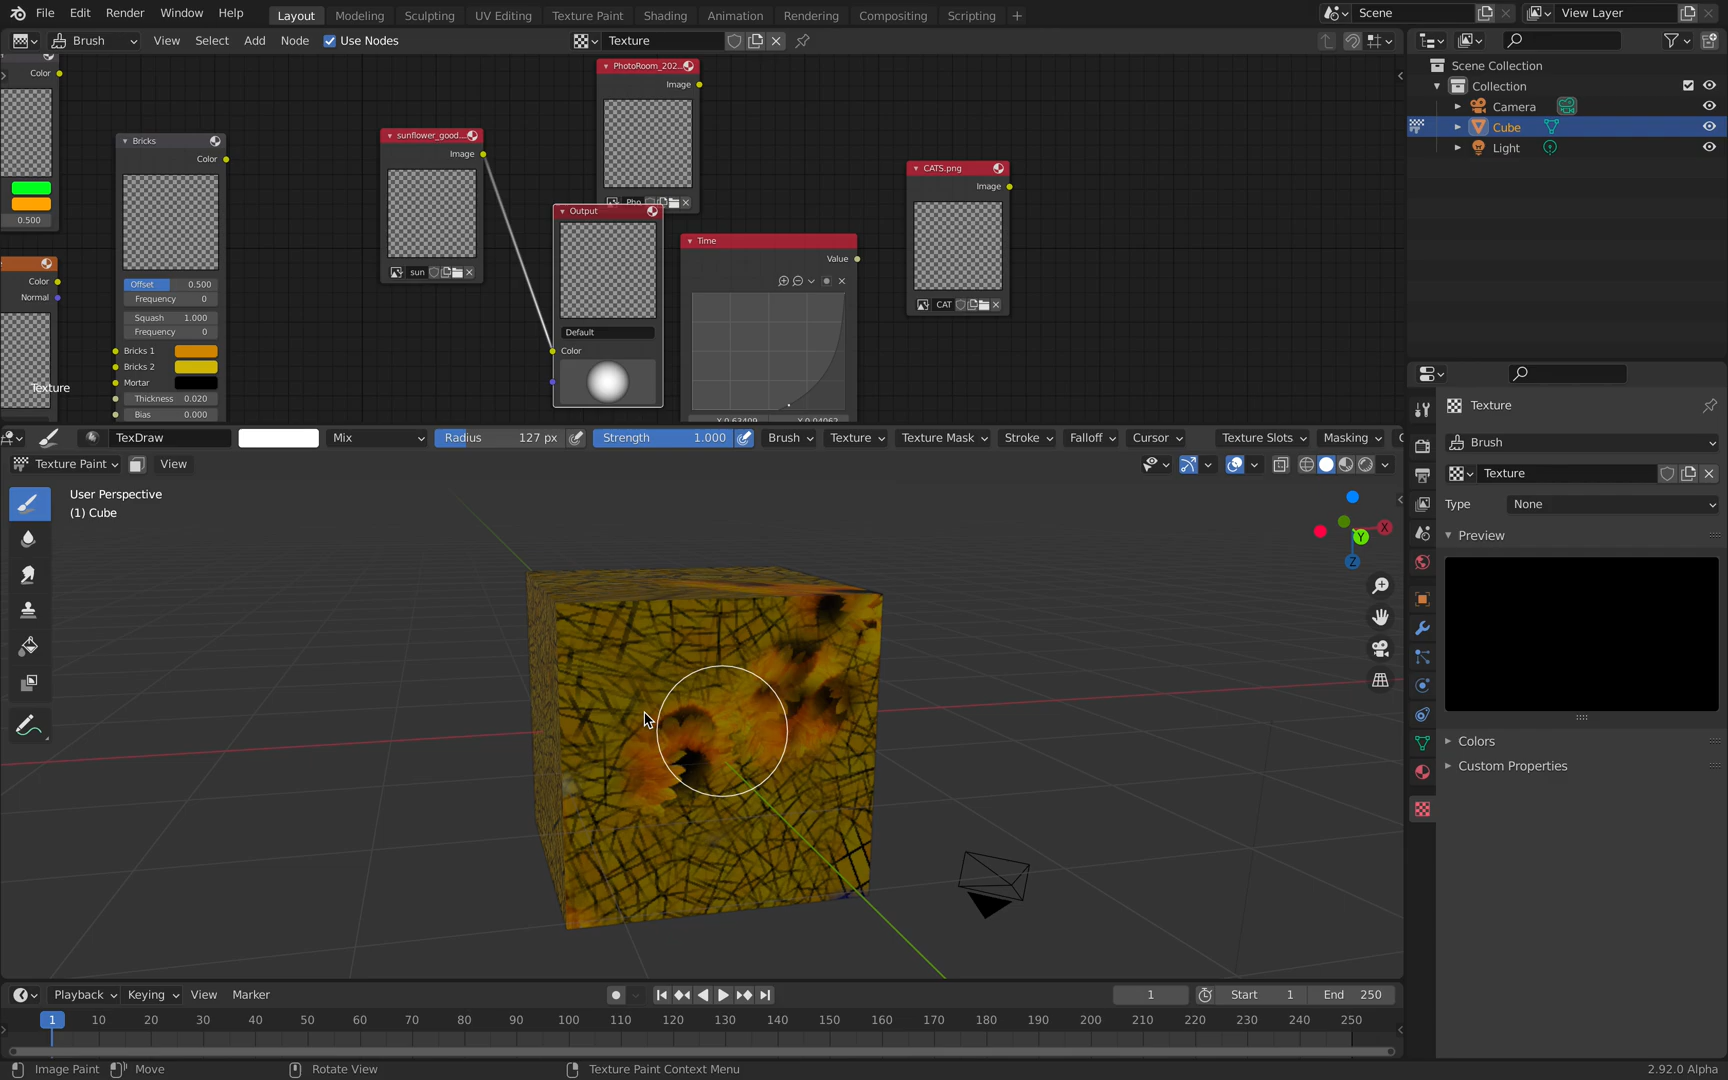 File Edit Render Window Help Layout Modeling Sculpting UV Editing Texture Paint Shading Animation Rendering Compositing Scripting + Scene View Layer
Brush View Select Add Node Use Nodes Texture
Scene Collection
Collection
Camera
Cube
Light
Color
0.500
Color
Normal
Texture
Bricks
Color
Offset 0.500
Frequency 0
Squash 1.000
Frequency 0
Bricks 1
Bricks 2
Mortar
Thickness 0.020
Bias 0.000
sunflower_good...
Image
sun
PhotoRoom_202...
Image
Pho
Output
Default
Color
Time
Value
X 0.63409 Y 0.04062
CATS.png
Image
CAT
TexDraw Mix Radius 127 px Strength 1.000 Brush Texture Texture Mask Stroke Falloff Cursor Texture Slots Masking
Texture Paint View
User Perspective
(1) Cube
X
Y
Z
Texture
Brush
Texture
Type None
Preview
Colors
Custom Properties
Playback Keying View Marker 1 Start 1 End 250
1 10 20 30 40 50 60 70 80 90 100 110 120 130 140 150 160 170 180 190 200 210 220 230 240 250
Image Paint Move Rotate View Texture Paint Context Menu 2.92.0 Alpha